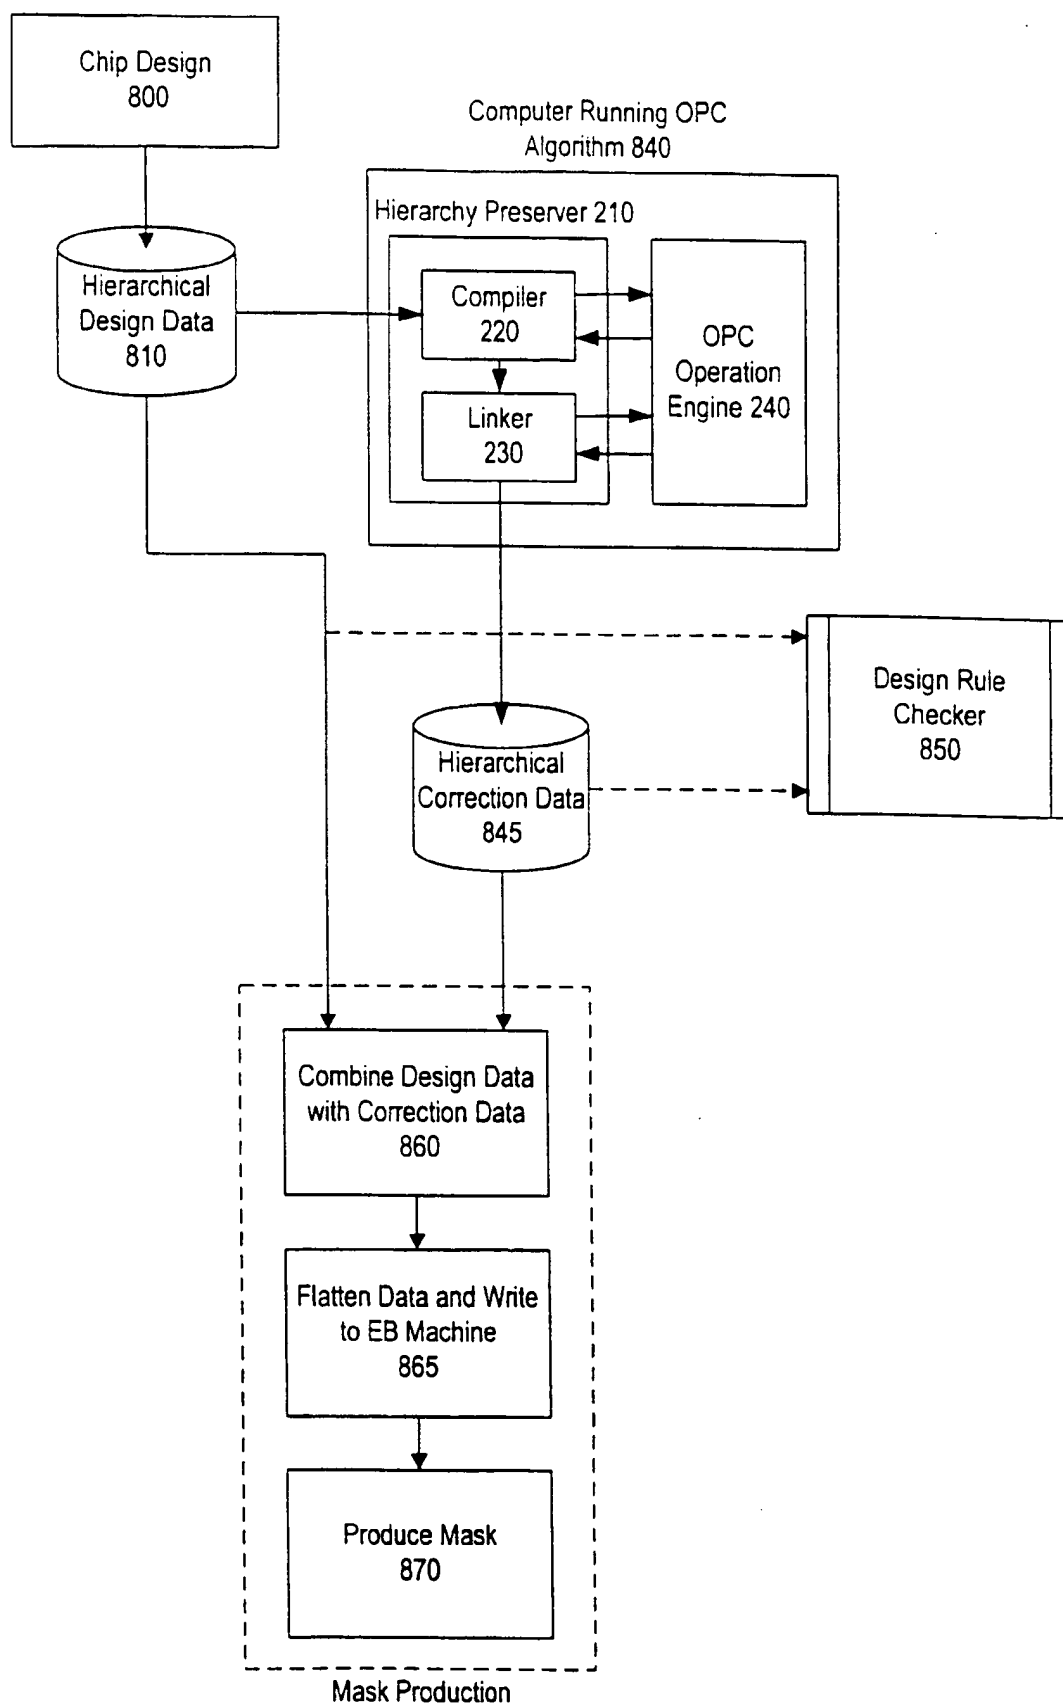 Chip Design
800
Computer Running OPC
Algorithm 840
Hierarchy Preserver 210
Hierarchical
Design Data
810
Compiler
220
OPC
Operation
Engine 240
Linker
230
Design Rule
Checker
850
Hierarchical
Correction Data
845
Combine Design Data
with Correction Data
860
Flatten Data and Write
to EB Machine
865
Produce Mask
870
Mask Production